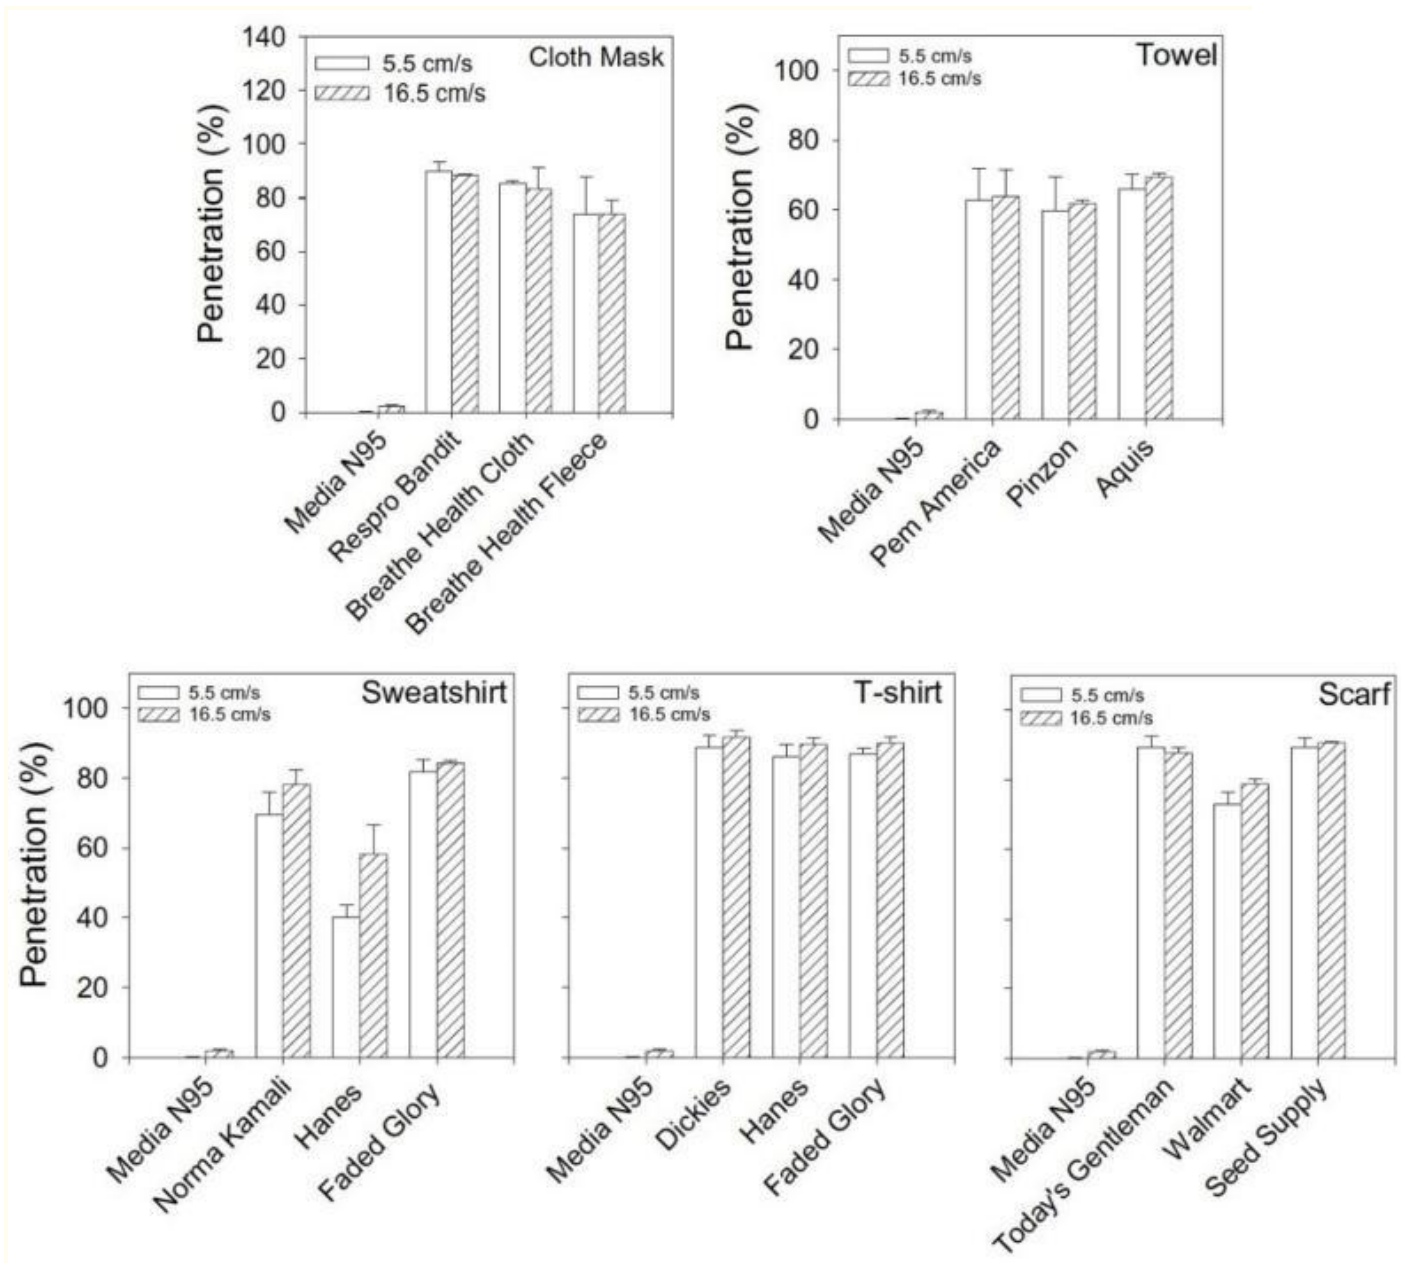 Cloth Mask
5.5 cm/s
16.5 cm/s
Penetration (%)
140
120
100
80
60
40
20
0
Media N95
Respro Bandit
Breathe Health Cloth
Breathe Health Fleece
Towel
5.5 cm/s
16.5 cm/s
Penetration (%)
100
80
60
40
20
0
Media N95
Pem America
Pinzon
Aquis
Sweatshirt
5.5 cm/s
16.5 cm/s
Penetration (%)
100
80
60
40
20
0
Media N95
Norma Kamali
Hanes
Faded Glory
T-shirt
5.5 cm/s
16.5 cm/s
Media N95
Dickies
Hanes
Faded Glory
Scarf
5.5 cm/s
16.5 cm/s
Media N95
Today's Gentleman
Walmart
Seed Supply